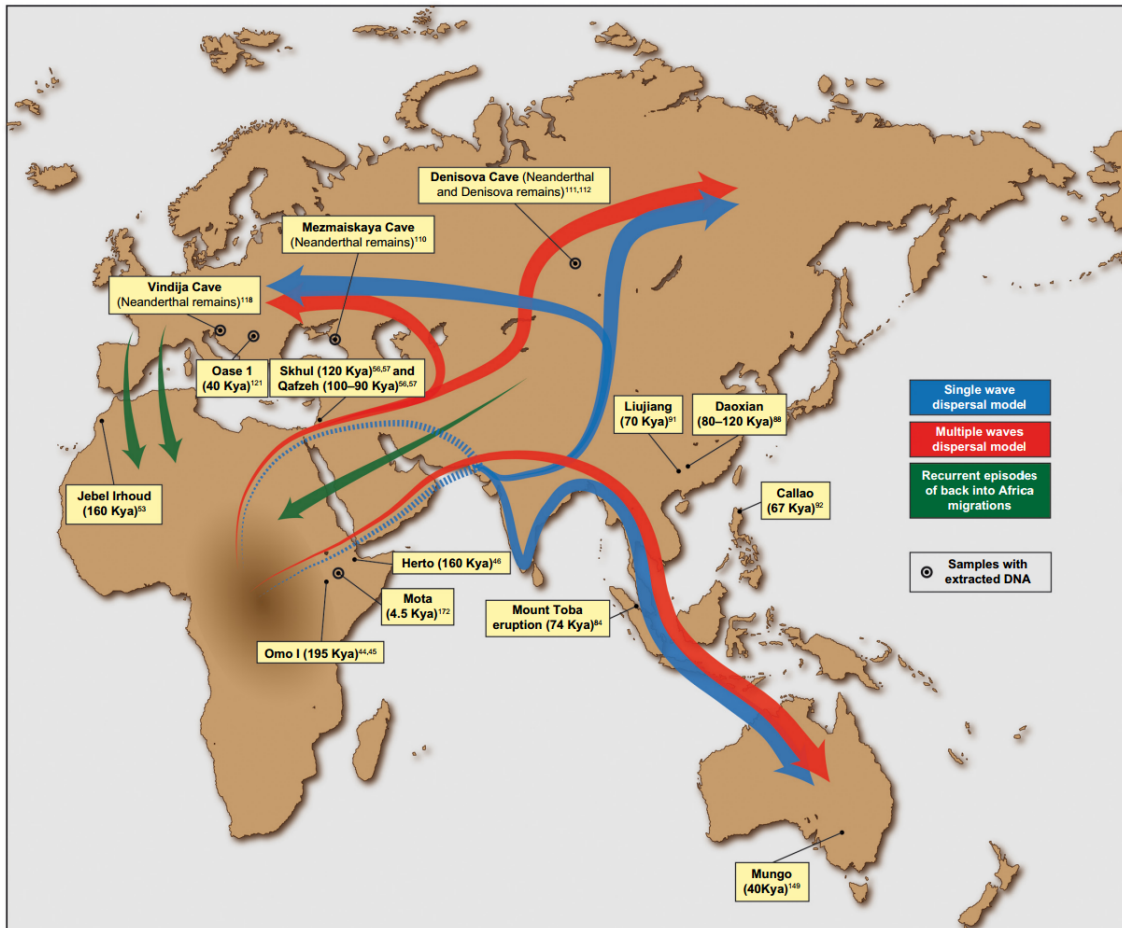 Denisova Cave (Neanderthal
and Denisova remains)111,112
Mezmaiskaya Cave
(Neanderthal remains)110
Vindija Cave
(Neanderthal remains)118
Oase 1
(40 Kya)121
Skhul (120 Kya)56,57 and
Qafzeh (100–90 Kya)56,57
Liujiang
(70 Kya)91
Daoxian
(80–120 Kya)88
Single wave
dispersal model
Multiple waves
dispersal model
Recurrent episodes
of back into Africa
migrations
Samples with
extracted DNA
Jebel Irhoud
(160 Kya)53
Callao
(67 Kya)92
Herto (160 Kya)46
Mota
(4.5 Kya)172
Mount Toba
eruption (74 Kya)84
Omo I (195 Kya)44,45
Mungo
(40Kya)149